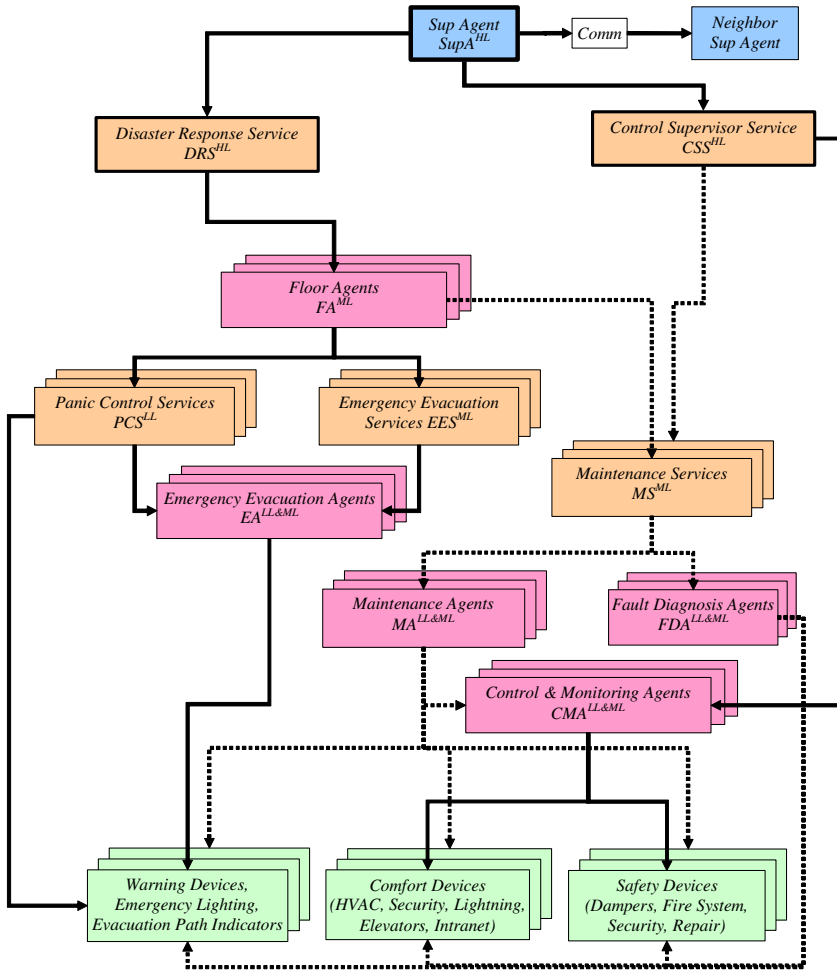 Sup Agent
SupA^HL
Comm
Neighbor
Sup Agent
Disaster Response Service
DRS^HL
Control Supervisor Service
CSS^HL
Floor Agents
FA^ML
Panic Control Services
PCS^LL
Emergency Evacuation
Services EES^ML
Maintenance Services
MS^ML
Emergency Evacuation Agents
EA^LL&ML
Maintenance Agents
MA^LL&ML
Fault Diagnosis Agents
FDA^LL&ML
Control & Monitoring Agents
CMA^LL&ML
Warning Devices,
Emergency Lighting,
Evacuation Path Indicators
Comfort Devices
(HVAC, Security, Lightning,
Elevators, Intranet)
Safety Devices
(Dampers, Fire System,
Security, Repair)